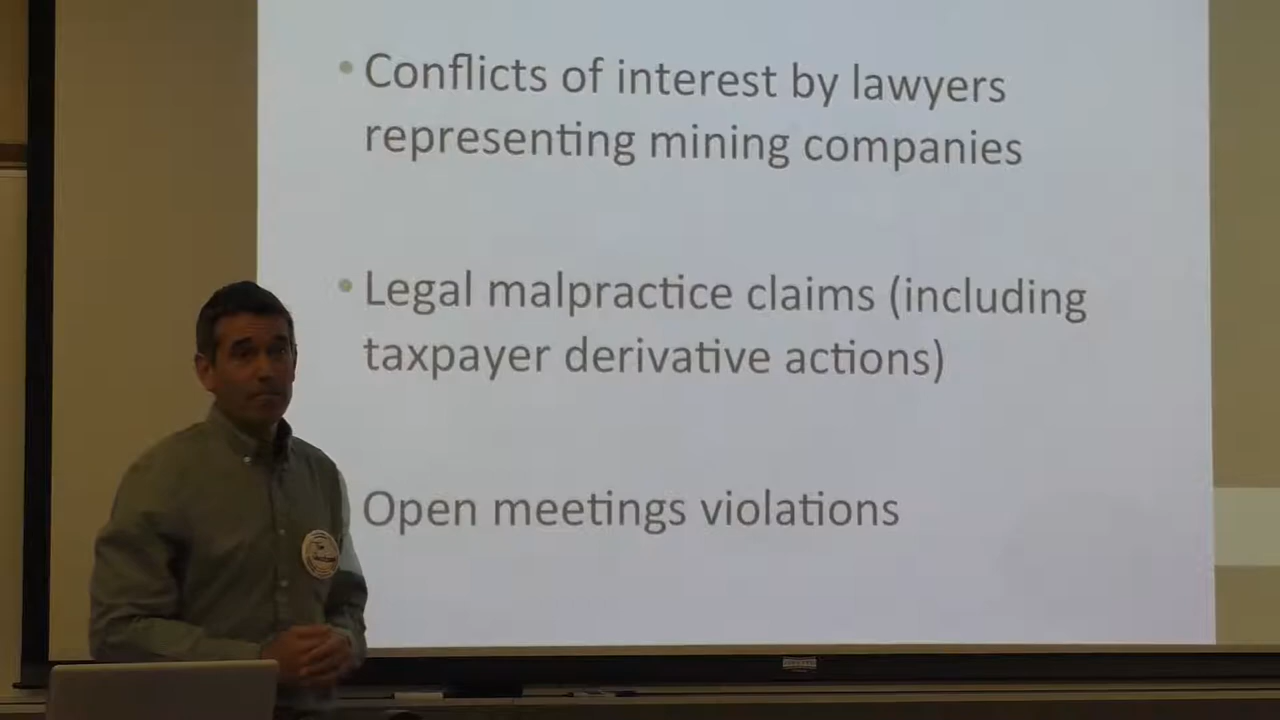 • Conflicts of interest by lawyers
representing mining companies
• Legal malpractice claims (including
taxpayer derivative actions)
Open meetings violations